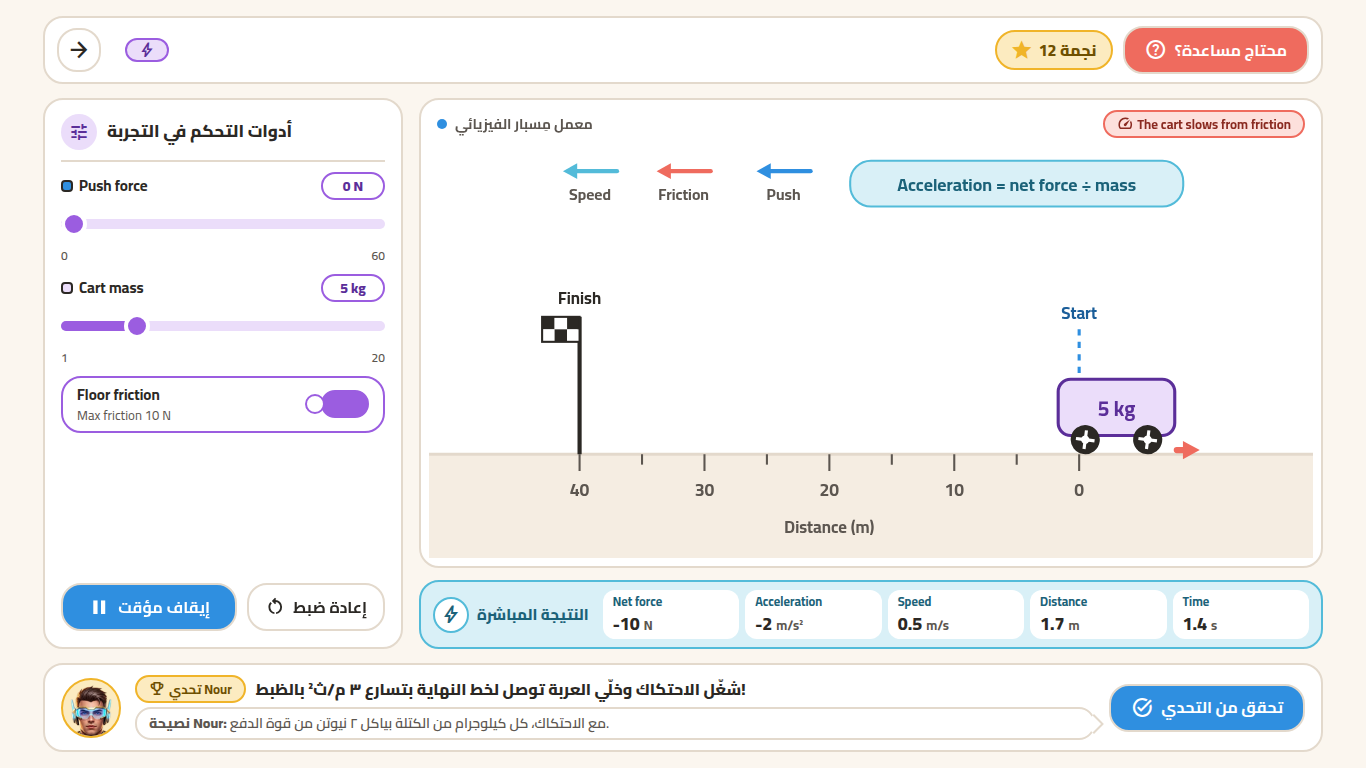 محتاج مساعدة؟
12 نجمة
أدوات التحكم في التجربة
Push force
0 N
0
60
Cart mass
5 kg
1
20
Floor friction
Max friction 10 N
إيقاف مؤقت
إعادة ضبط
معمل مِسبار الفيزيائي
The cart slows from friction
Speed
Friction
Push
Acceleration = net force ÷ mass
Finish
Start
5 kg
40
30
20
10
0
Distance (m)
النتيجة المباشرة
Net force
-10 N
Acceleration
-2 m/s²
Speed
0.5 m/s
Distance
1.7 m
Time
1.4 s
تحدي Nour
شغّل الاحتكاك وخلّي العربة توصل لخط النهاية بتسارع ٣ م/ث² بالظبط!
نصيحة Nour: مع الاحتكاك، كل كيلوجرام من الكتلة بياكل ٢ نيوتن من قوة الدفع.
تحقق من التحدي